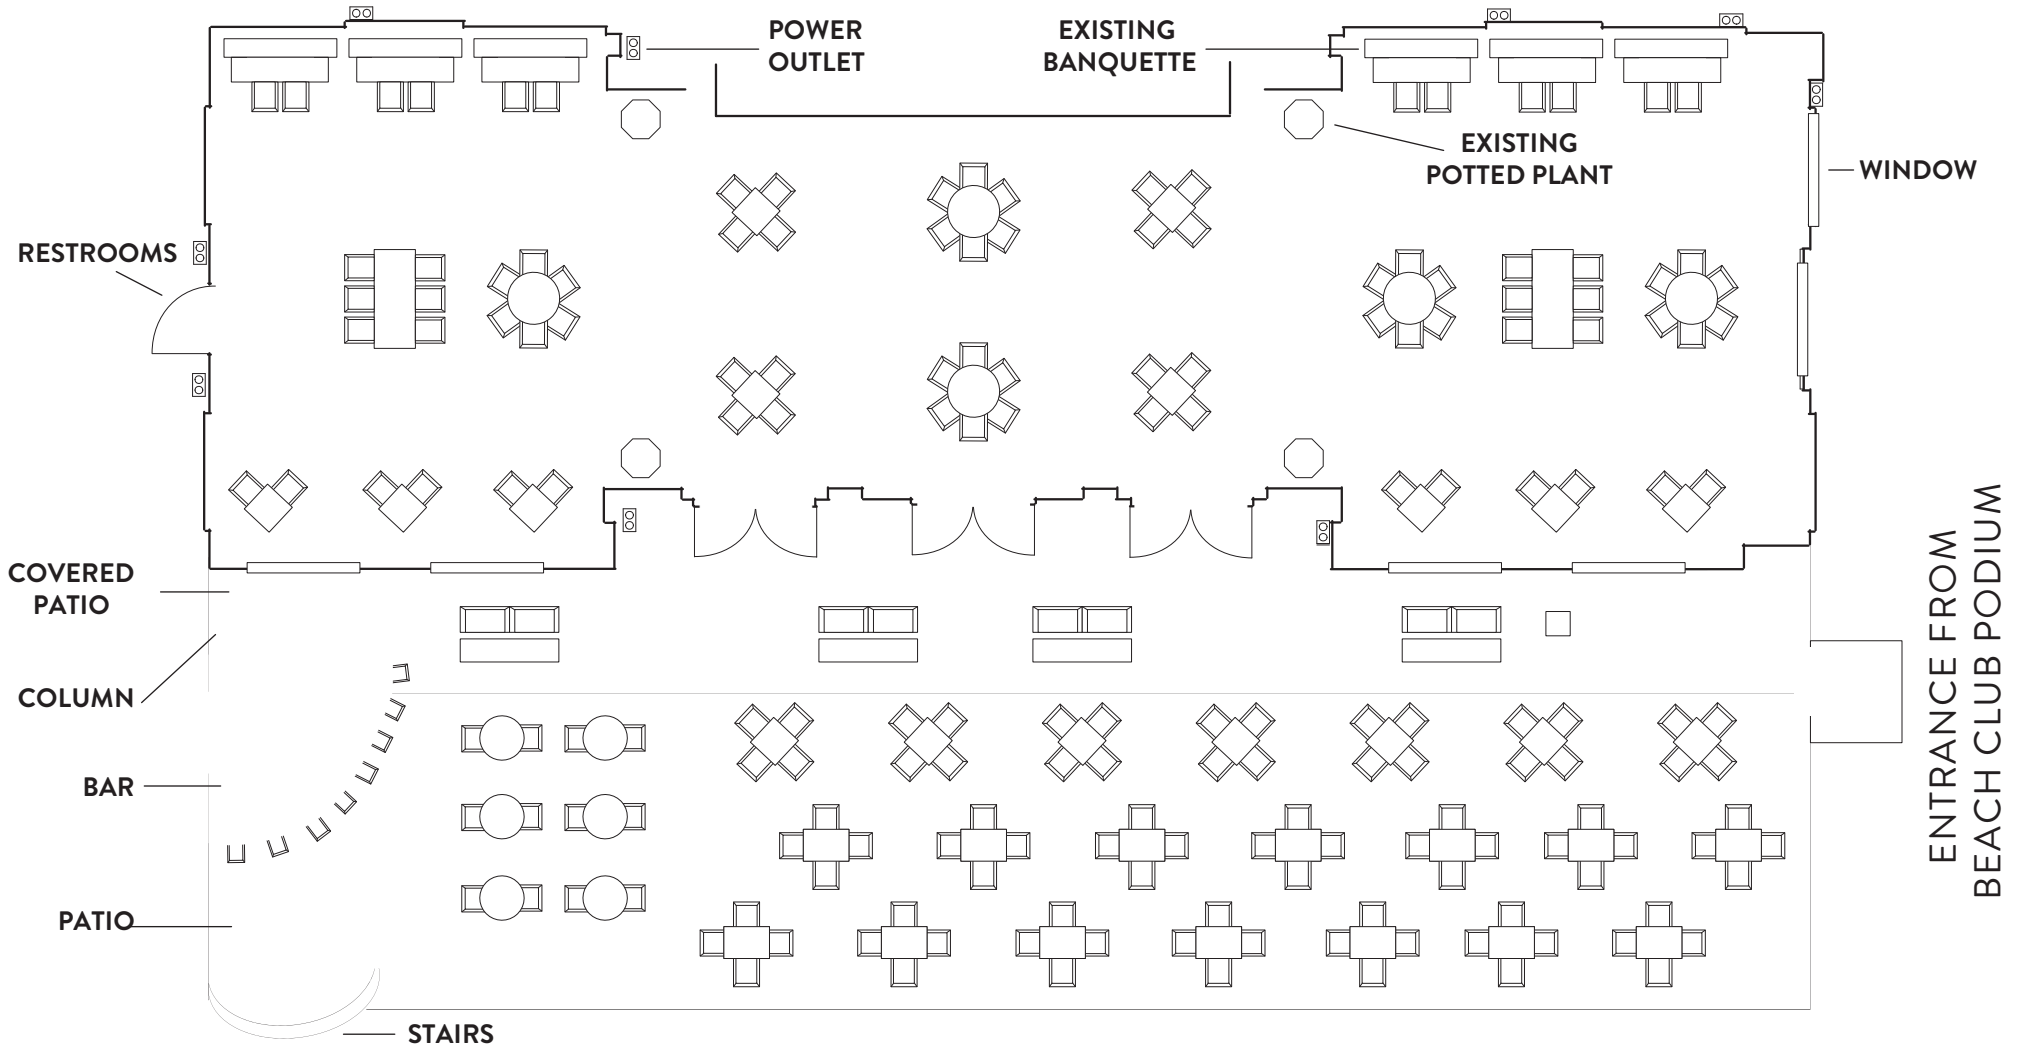 POWER
OUTLET
EXISTING
BANQUETTE
EXISTING
POTTED PLANT
WINDOW
RESTROOMS
COVERED
PATIO
COLUMN
BAR
PATIO
STAIRS
ENTRANCE FROM
BEACH CLUB PODIUM